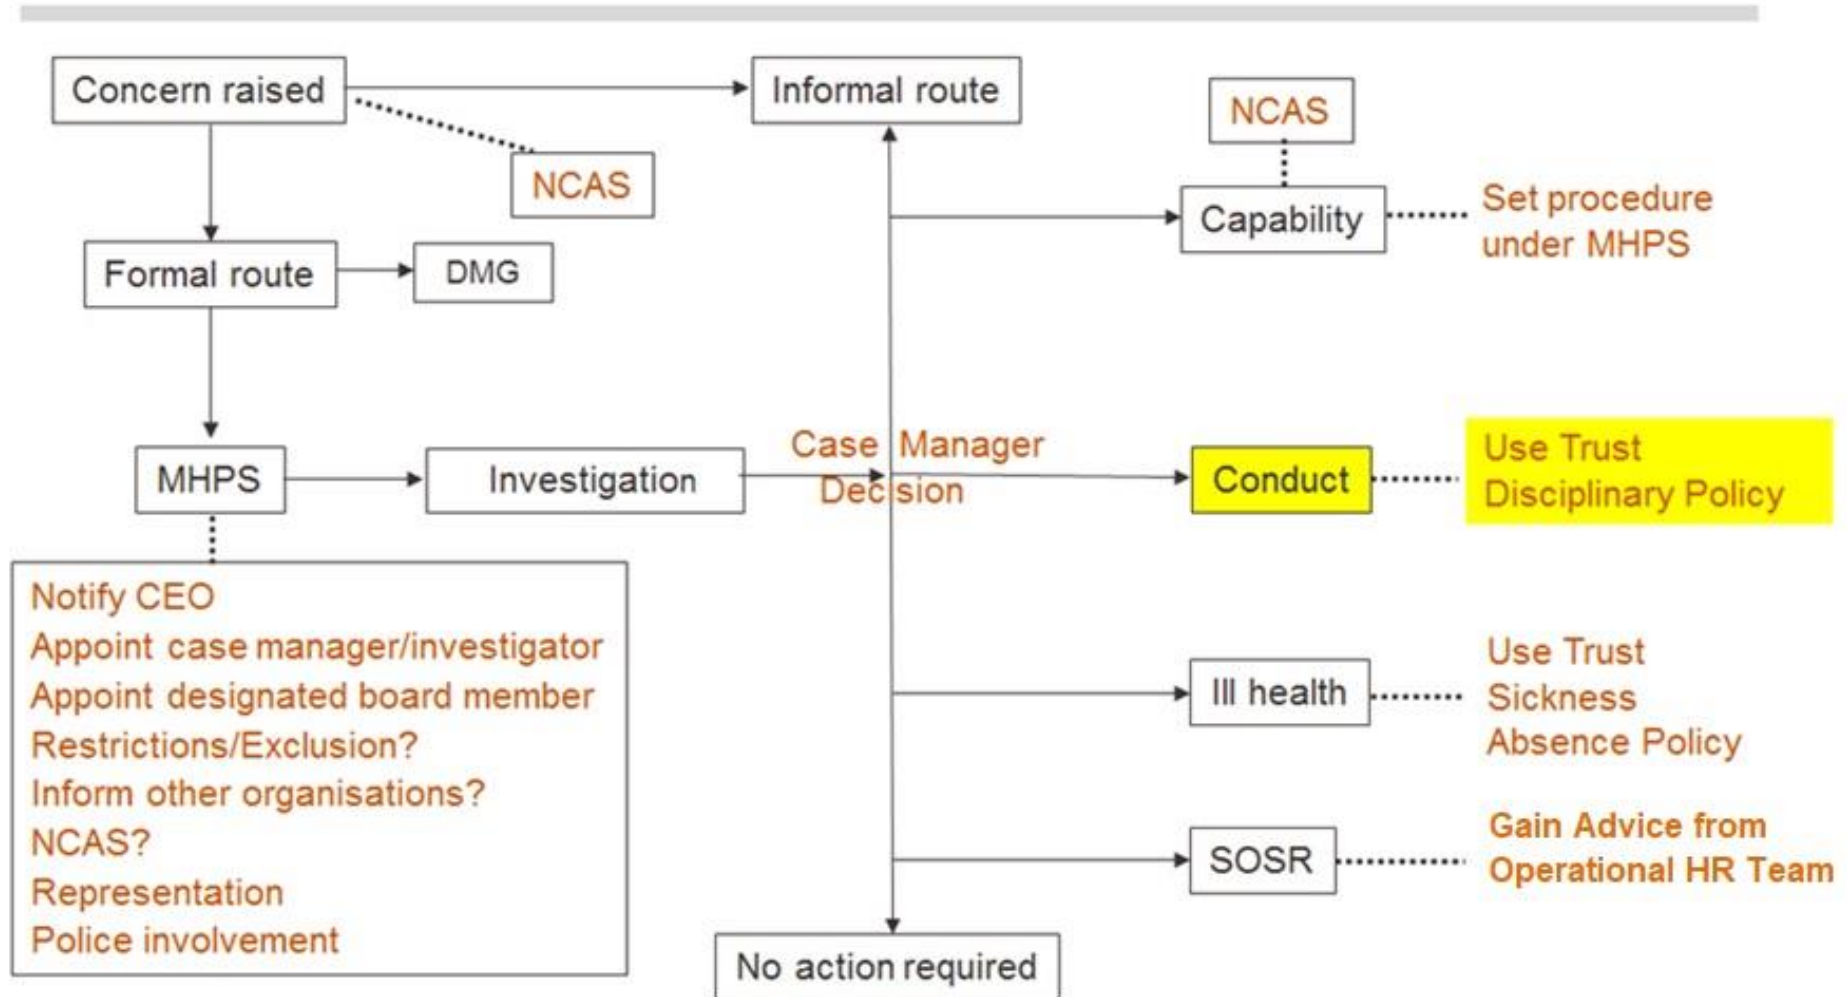 Concern raised
Informal route
NCAS
NCAS
Capability
Set procedure
under MHPS
Formal route
DMG
MHPS
Investigation
Case Manager
Decision
Conduct
Use Trust
Disciplinary Policy
Notify CEO
Appoint case manager/investigator
Appoint designated board member
Restrictions/Exclusion?
Inform other organisations?
NCAS?
Representation
Police involvement
Ill health
Use Trust
Sickness
Absence Policy
SOSR
Gain Advice from
Operational HR Team
No action required